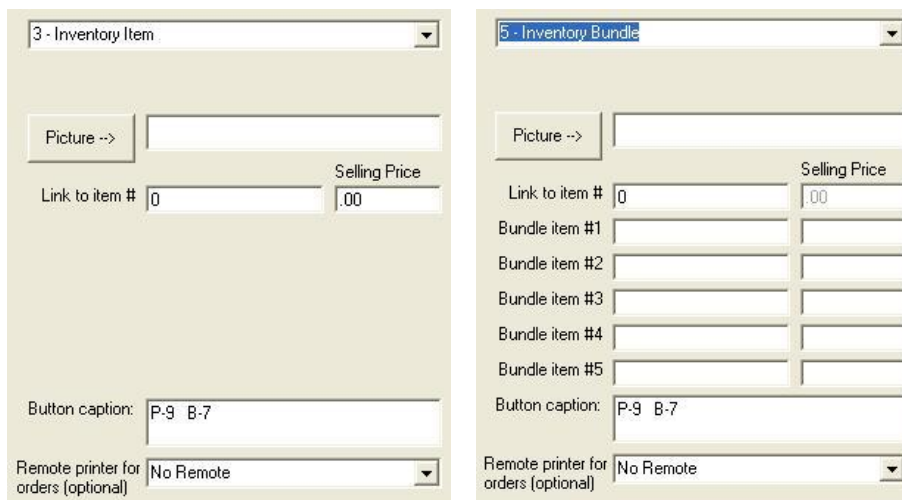 3 - Inventory Item
Picture -->
Selling Price
Link to item # 0 .00
Button caption: P-9 B-7
Remote printer for
orders (optional) No Remote
5 - Inventory Bundle
Picture -->
Selling Price
Link to item # 0 .00
Bundle item #1
Bundle item #2
Bundle item #3
Bundle item #4
Bundle item #5
Button caption: P-9 B-7
Remote printer for
orders (optional) No Remote